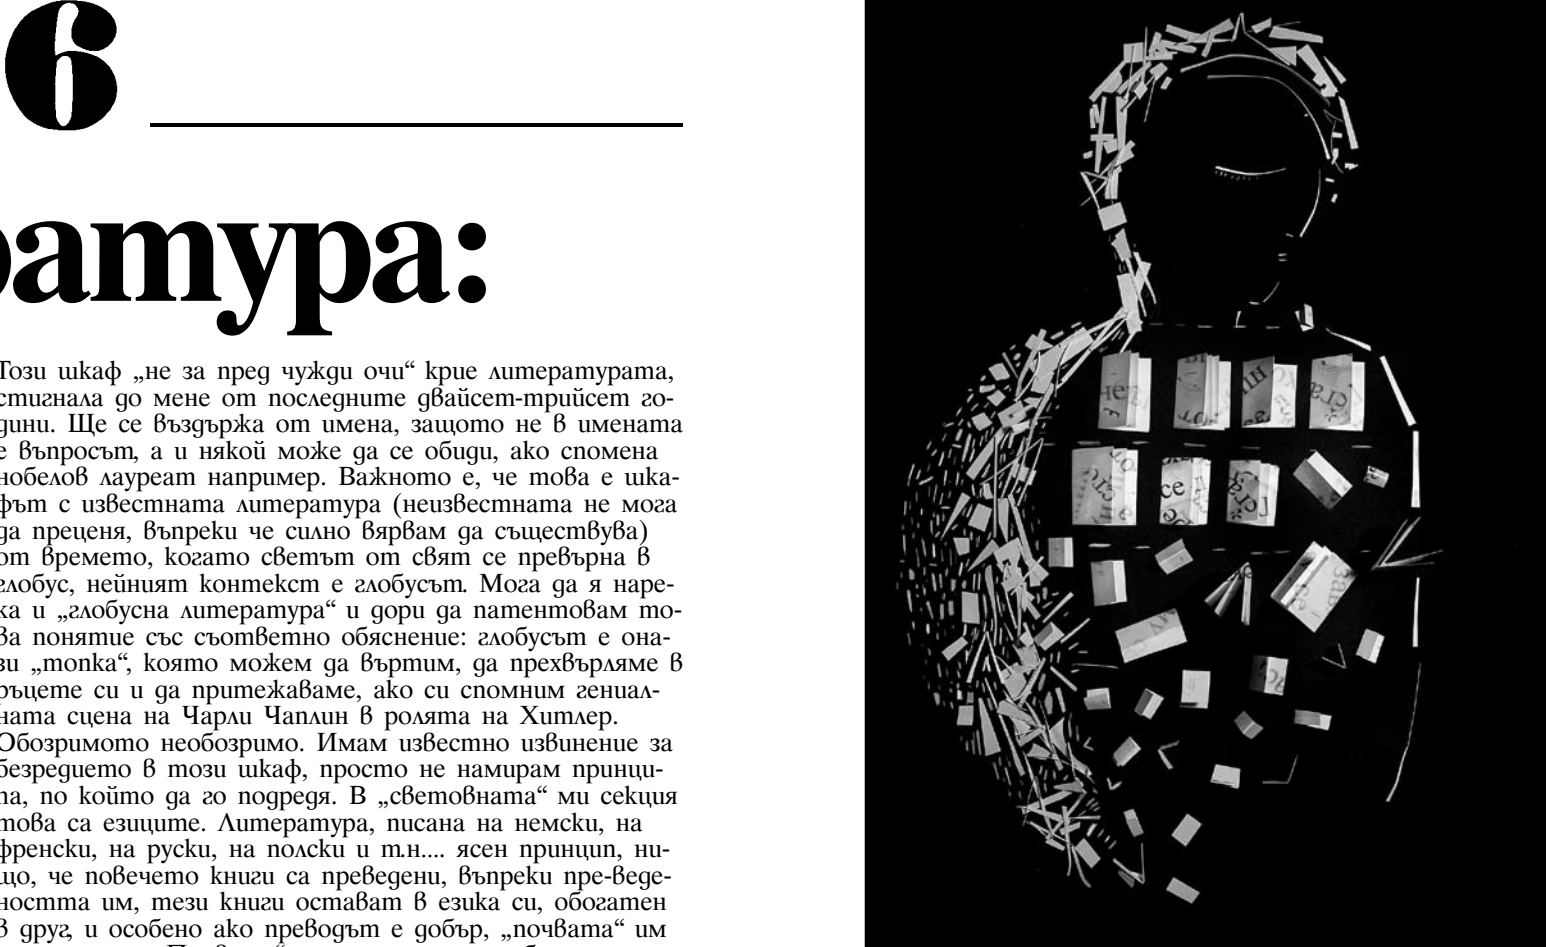 6
ратура:
Този шкаф „не за пред чужди очи“ крие литературата,
стигнала до мене от последните двайсет-трийсет го-
дини. Ще се въздържа от имена, защото не в имената
е въпросът, а и някой може да се обиди, ако спомена
нобелов лауреат например. Важното е, че това е шка-
фът с известната литература (неизвестната не мога
да преценя, въпреки че силно вярвам да съществува)
от времето, когато светът от свят се превърна в
глобус, нейният контекст е глобусът. Мога да я наре-
ка и „глобусна литература“ и дори да патентовам то-
ва понятие със съответно обяснение: глобусът е она-
зи „топка“, която можем да въртим, да прехвърляме в
ръцете си и да притежаваме, ако си спомним гениал-
ната сцена на Чарли Чаплин в ролята на Хитлер.
Обозримото необозримо. Имам известно извинение за
безредието в този шкаф, просто не намирам принци-
па, по който да го подредя. В „световната“ ми секция
това са езиците. Литература, писана на немски, на
френски, на руски, на полски и т.н.... ясен принцип, ни-
що, че повечето книги са преведени, въпреки пре-веде-
ността им, тези книги остават в езика си, обогатен
в друг, и особено ако преводът е добър, „почвата“ им
се